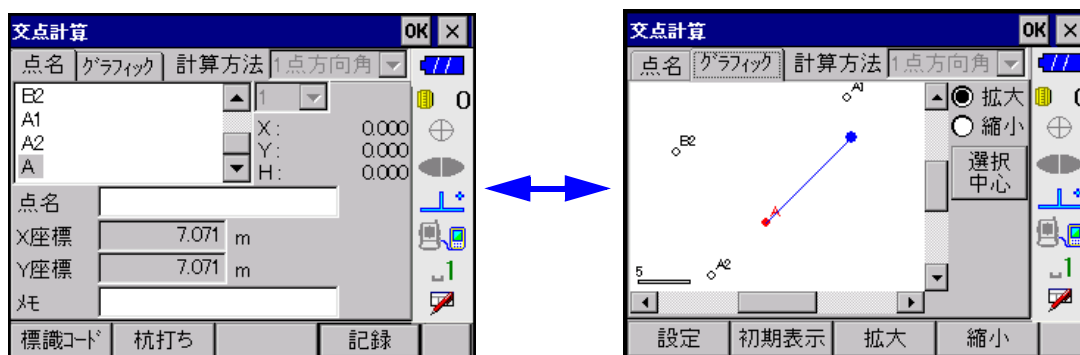 交点計算 OK ×
点名 グラフィック 計算方法 1点方向角
B2
A1
A2
A
1
X: 0.000
Y: 0.000
H: 0.000
0
点名
X座標 7.071 m
Y座標 7.071 m
メモ
1
標識コード 杭打ち 記録
交点計算 OK ×
点名 グラフィック 計算方法 1点方向角
A1
B2
A
A2
5
拡大
縮小
選択
中心
0
1
設定 初期表示 拡大 縮小